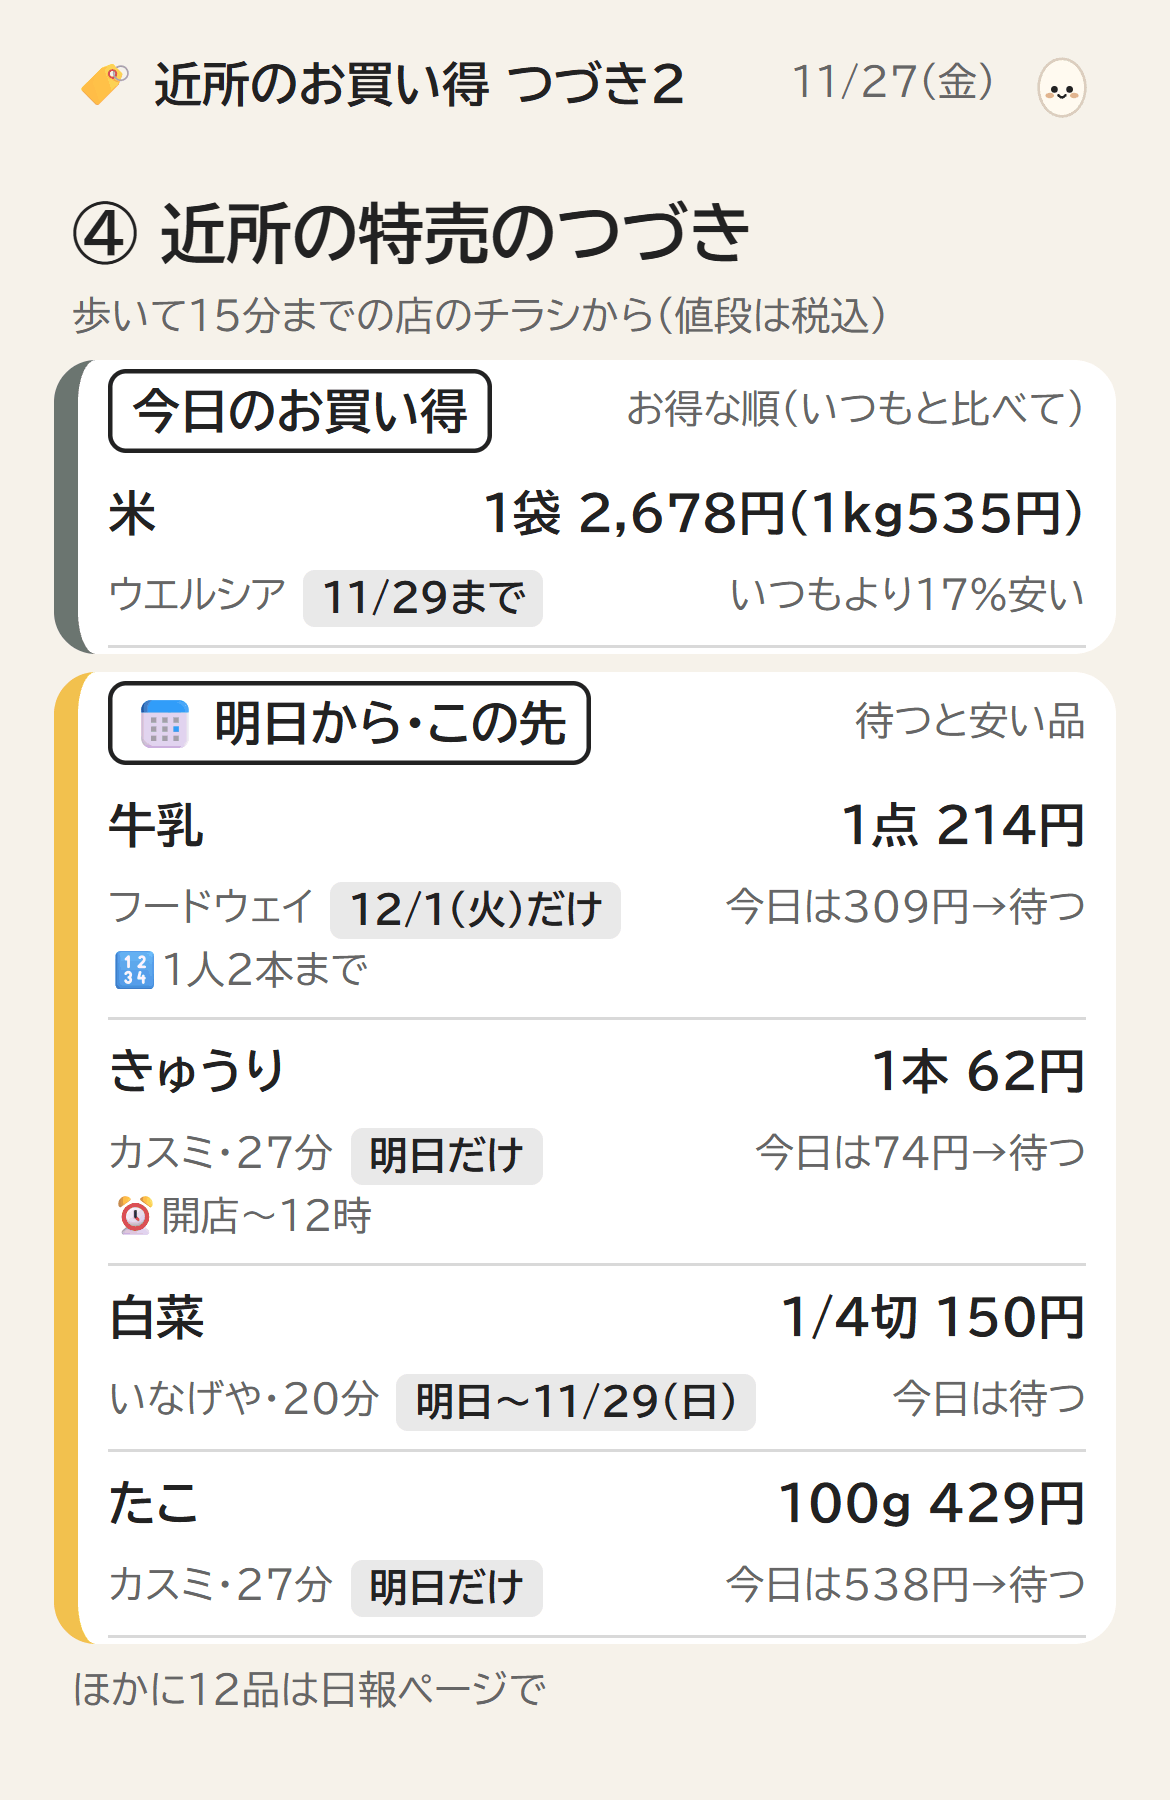 近所のお買い得 つづき2
11/27(金)
④ 近所の特売のつづき
歩いて15分までの店のチラシから(値段は税込)
今日のお買い得
お得な順(いつもと比べて)
米 1袋 2,678円(1kg535円)
ウエルシア 11/29まで いつもより17%安い
明日から・この先
待つと安い品
牛乳 1点 214円
フードウェイ 12/1(火)だけ 今日は309円→待つ
1234 1人2本まで
きゅうり 1本 62円
カスミ・27分 明日だけ 今日は74円→待つ
開店〜12時
白菜 1/4切 150円
いなげや・20分 明日〜11/29(日) 今日は待つ
たこ 100g 429円
カスミ・27分 明日だけ 今日は538円→待つ
ほかに12品は日報ページで